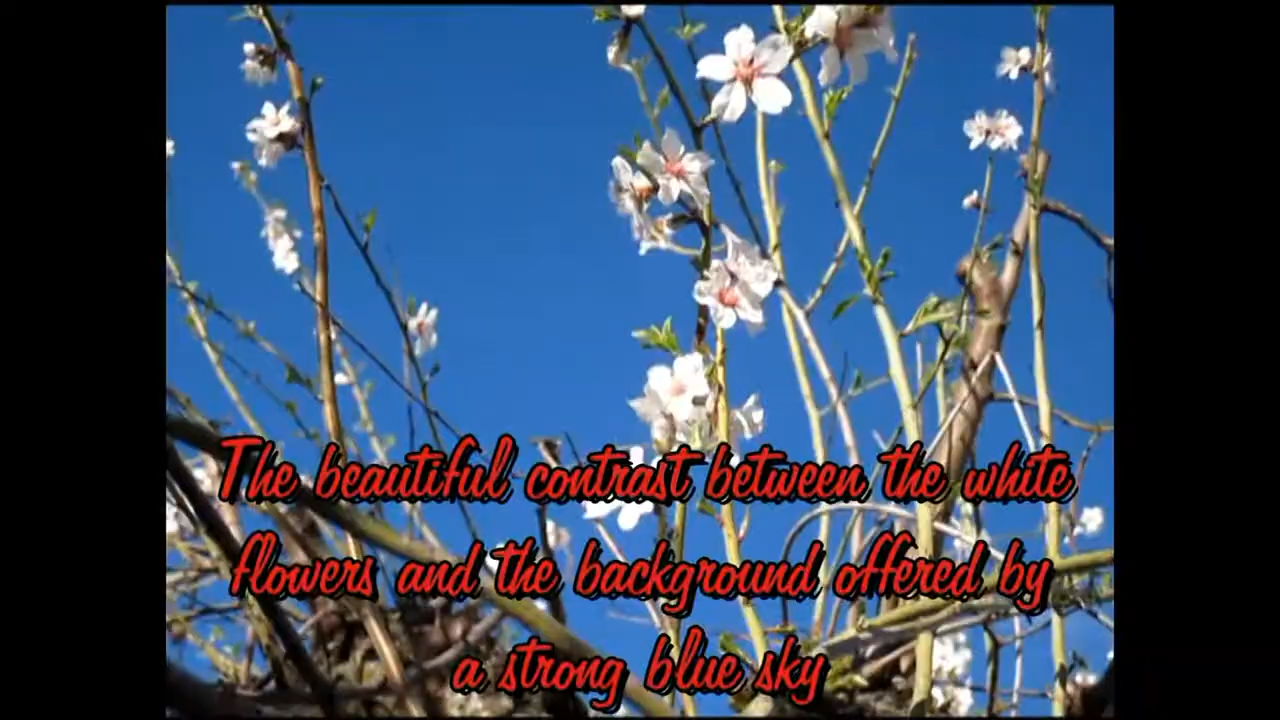 The beautiful contrast between the white
flowers and the background offered by
a strong blue sky